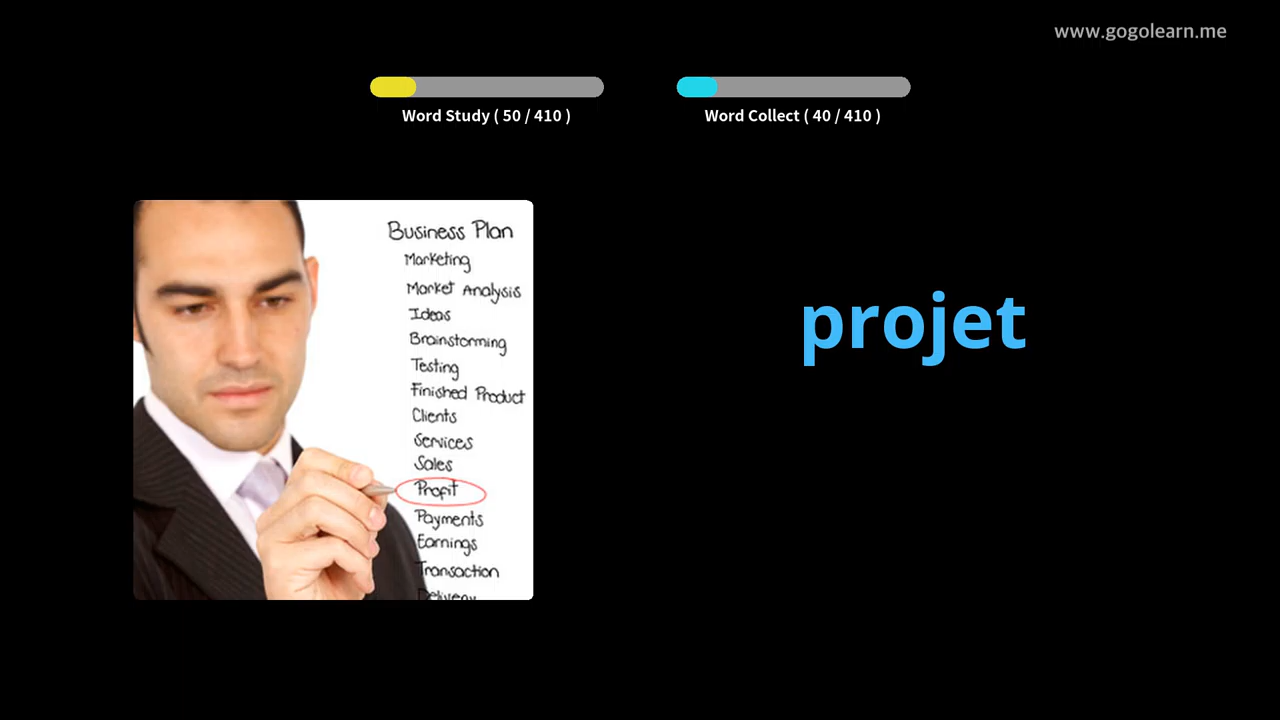 www.gogolearn.me
Word Study ( 50 / 410 )
Word Collect ( 40 / 410 )
Business Plan
Marketing
Market Analysis
Ideas
Brainstorming
Testing
Finished Product
Clients
Services
Sales
Profit
Payments
Earnings
Transaction
Delivery
projet